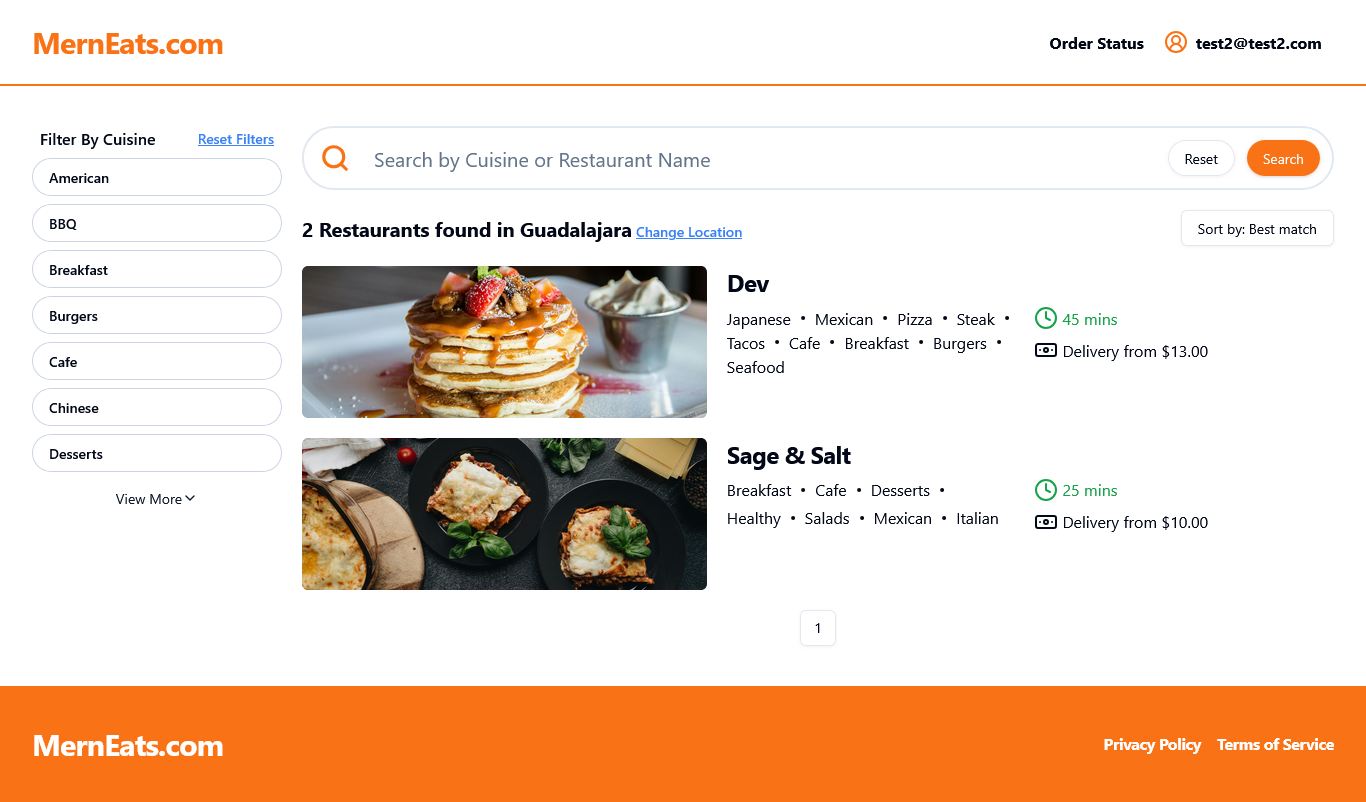 MernEats.com
Order Status
test2@test2.com
Filter By Cuisine
Reset Filters
American
BBQ
Breakfast
Burgers
Cafe
Chinese
Desserts
View More
Search by Cuisine or Restaurant Name
Reset
Search
2 Restaurants found in Guadalajara Change Location
Sort by: Best match
Dev
Japanese • Mexican • Pizza • Steak •
Tacos • Cafe • Breakfast • Burgers •
Seafood
45 mins
Delivery from $13.00
Sage & Salt
Breakfast • Cafe • Desserts •
Healthy • Salads • Mexican • Italian
25 mins
Delivery from $10.00
1
MernEats.com
Privacy Policy
Terms of Service